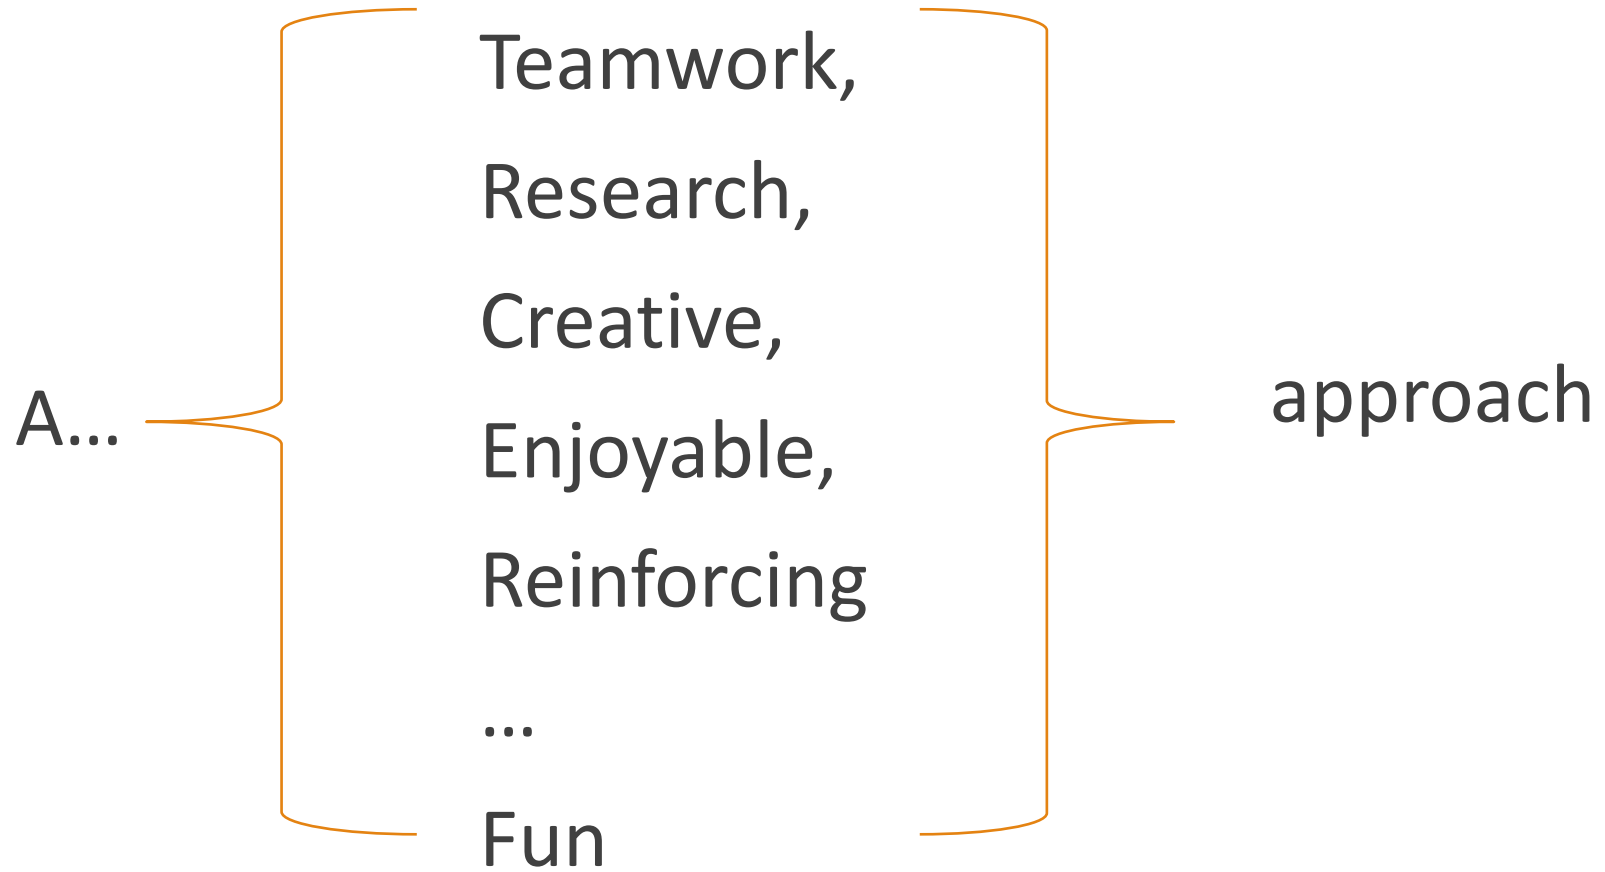 A…
Teamwork,
Research,
Creative,
Enjoyable,
Reinforcing
…
Fun
approach